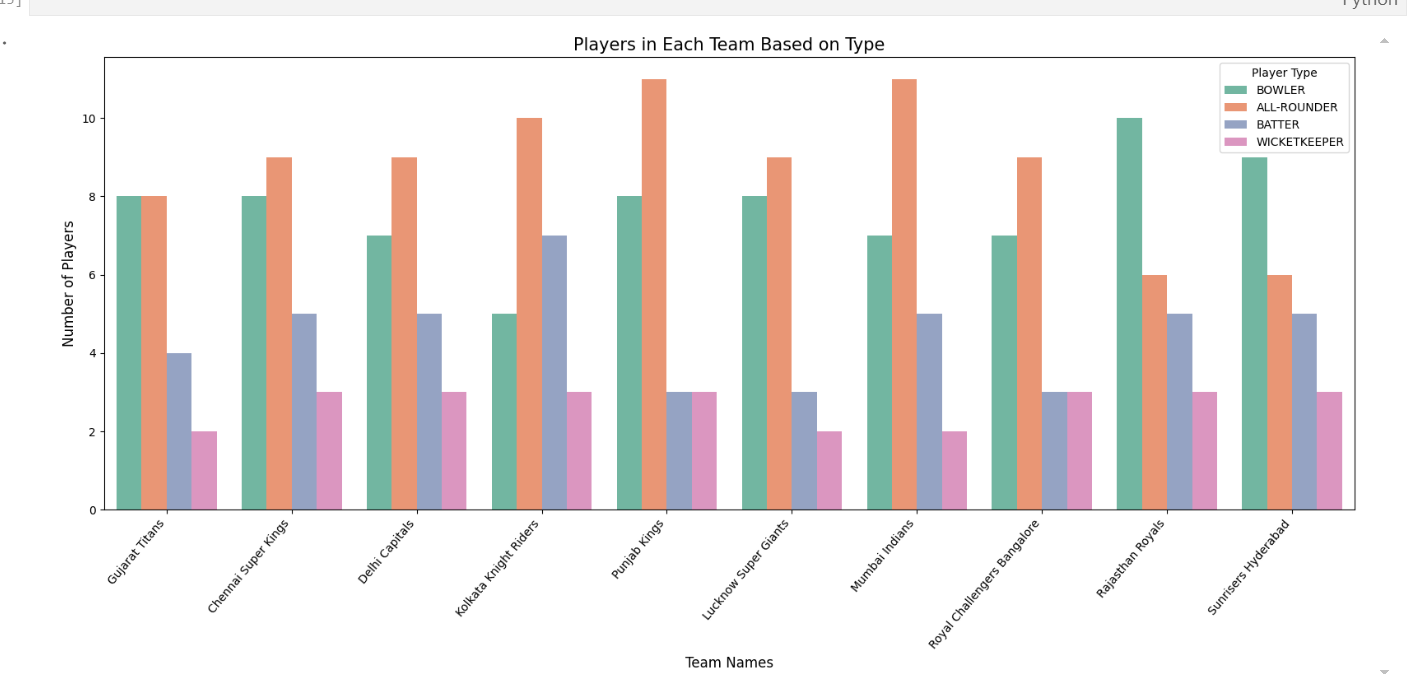 Python
Players in Each Team Based on Type
Player Type
BOWLER
ALL-ROUNDER
BATTER
WICKETKEEPER
Number of Players
10
8
6
4
2
0
Gujarat Titans
Chennai Super Kings
Delhi Capitals
Kolkata Knight Riders
Punjab Kings
Lucknow Super Giants
Mumbai Indians
Royal Challengers Bangalore
Rajasthan Royals
Sunrisers Hyderabad
Team Names